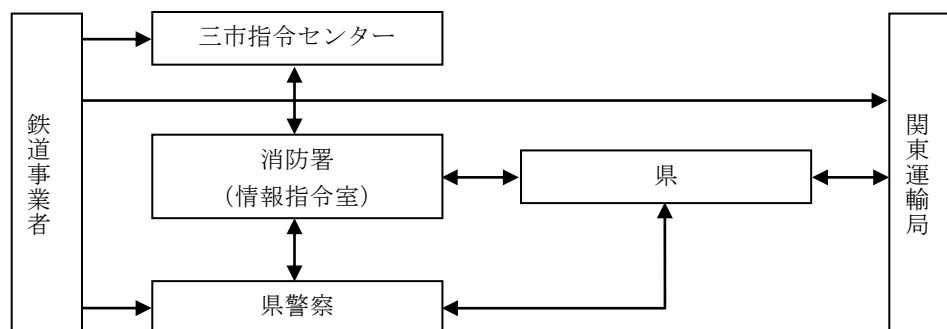 三市指令センター
鉄道事業者
消防署
（情報指令室）
県
関東運輸局
県警察